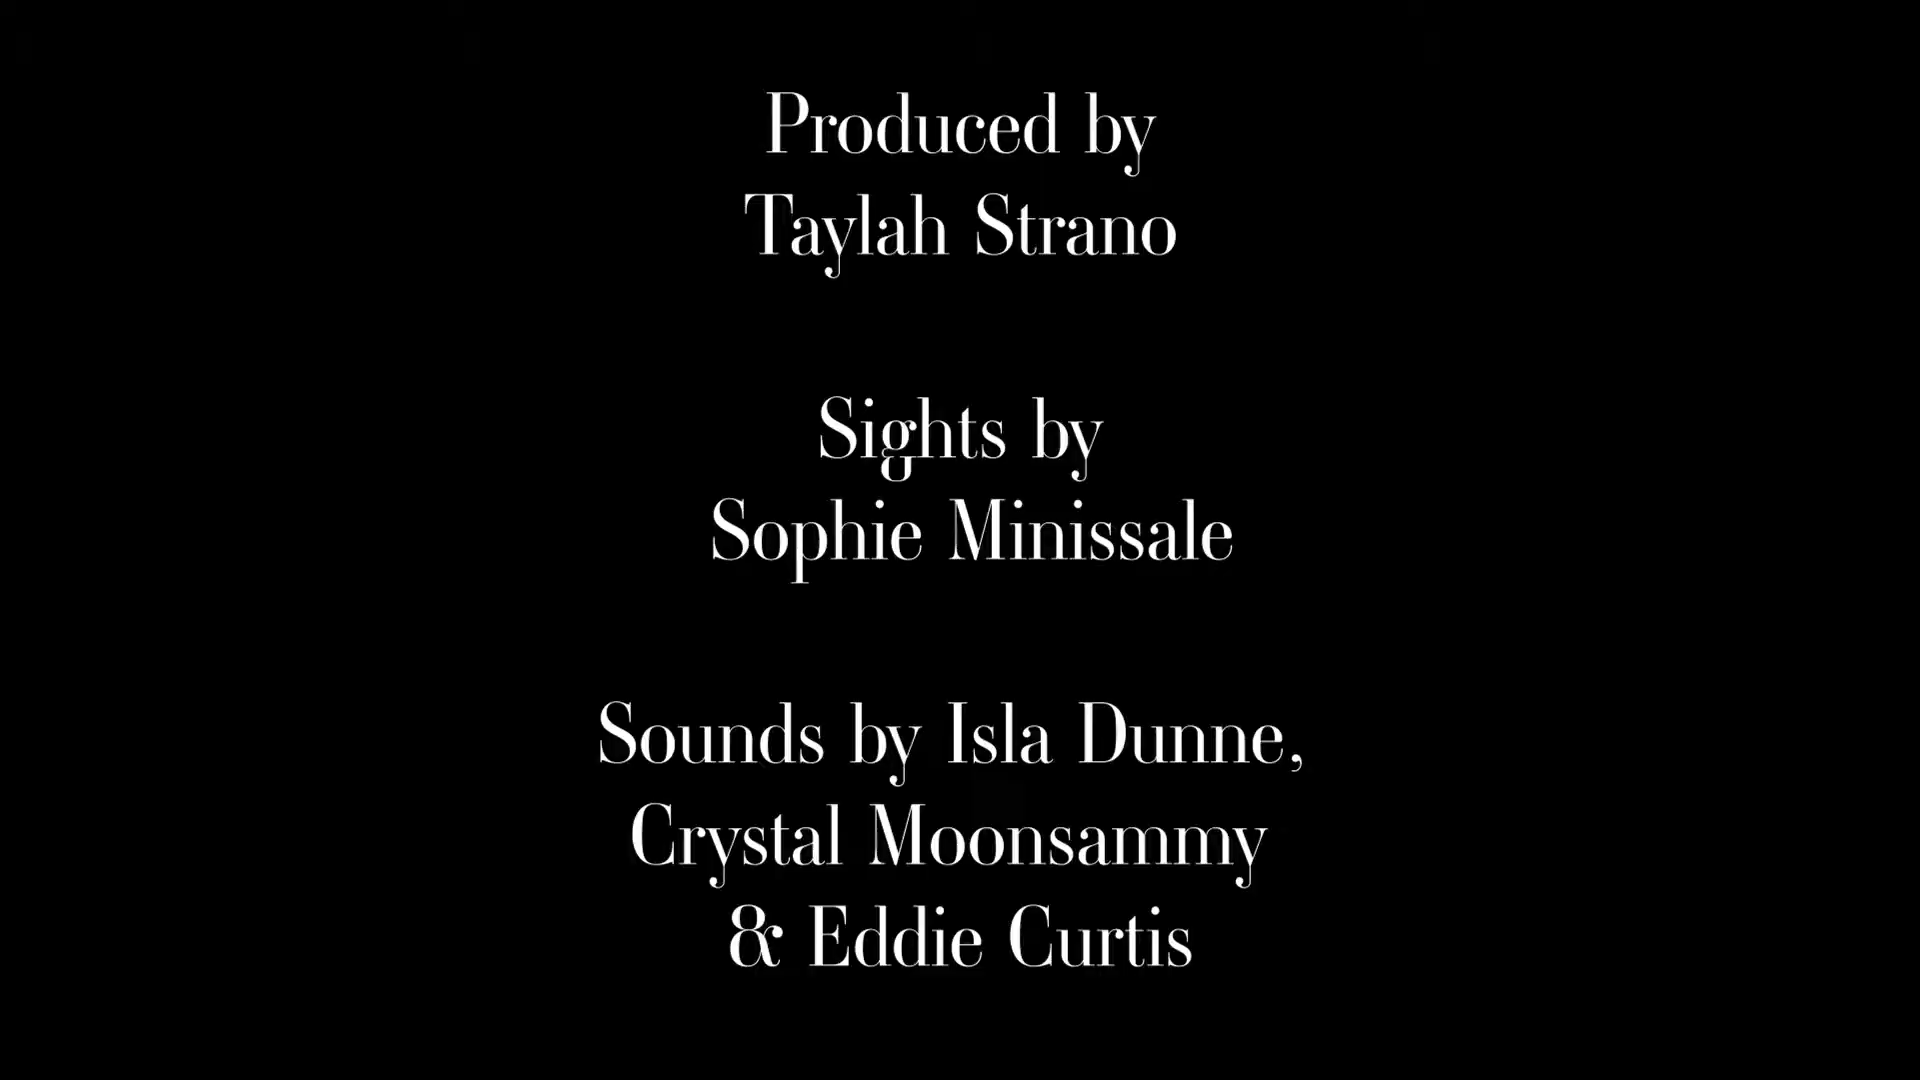 Produced by
Taylah Strano
Sights by
Sophie Minissale
Sounds by Isla Dunne,
Crystal Moonsammy
& Eddie Curtis